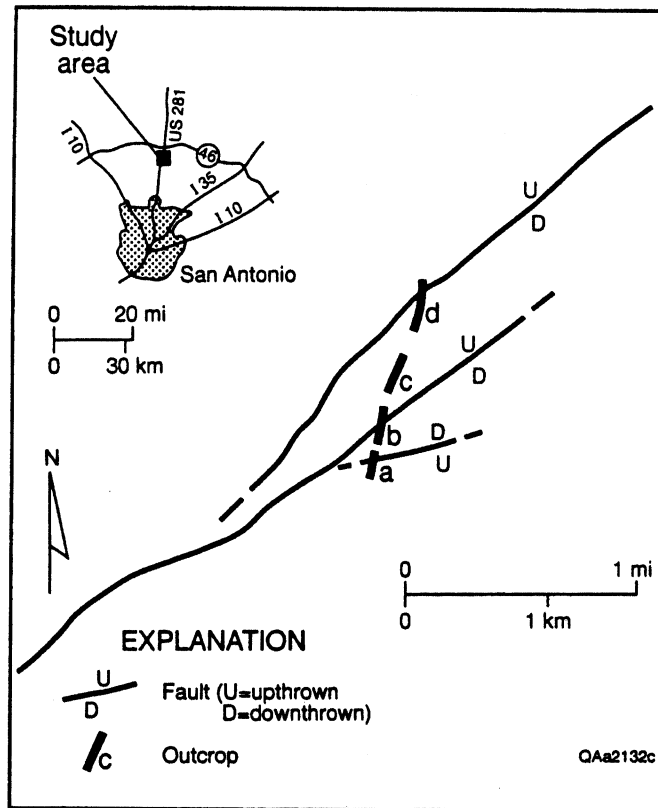 Study
area
US 281
I 10
46
I 35
I 10
San Antonio
0 20 mi
0 30 km
U
D
d
c
U
D
b
D
U
a
N
0 1 mi
0 1 km
EXPLANATION
U
D
Fault (U=upthrown
D=downthrown)
c
Outcrop
QAa2132c